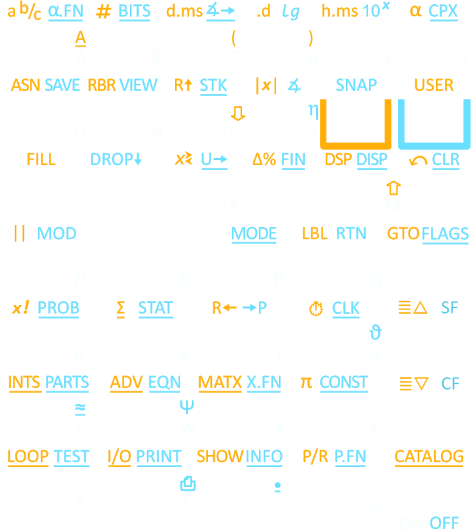 a b/c α.FN # BITS d.ms ∡→ .d lg h.ms 10ˣ α CPX
A ( )
ASN SAVE RBR VIEW R↑ STK |x| ∡ SNAP USER
⇩ η
FILL DROP↓ x≷ U→ Δ% FIN DSP DISP ↶ CLR
⇧
|| MOD MODE LBL RTN GTO FLAGS
x! PROB Σ STAT R← →P ⏱ CLK ≣△ SF
ϑ
INTS PARTS ADV EQN MATX X.FN π CONST ≣▽ CF
≈ Ψ
LOOP TEST I/O PRINT SHOW INFO P/R P.FN CATALOG
⎙ •
OFF